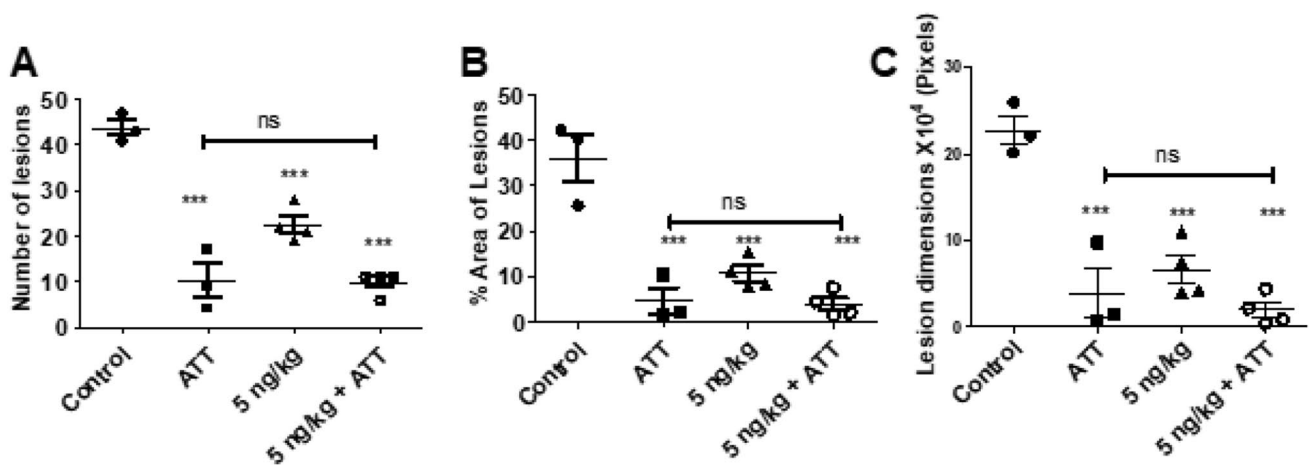 A
Number of lesions
50
40
30
20
10
0
ns
***
***
***
Control
ATT
5 ng/kg
5 ng/kg + ATT
B
% Area of Lesions
50
40
30
20
10
0
ns
***
***
***
Control
ATT
5 ng/kg
5 ng/kg + ATT
C
Lesion dimensions X10⁴ (Pixels)
30
20
10
0
ns
***
***
***
Control
ATT
5 ng/kg
5 ng/kg + ATT